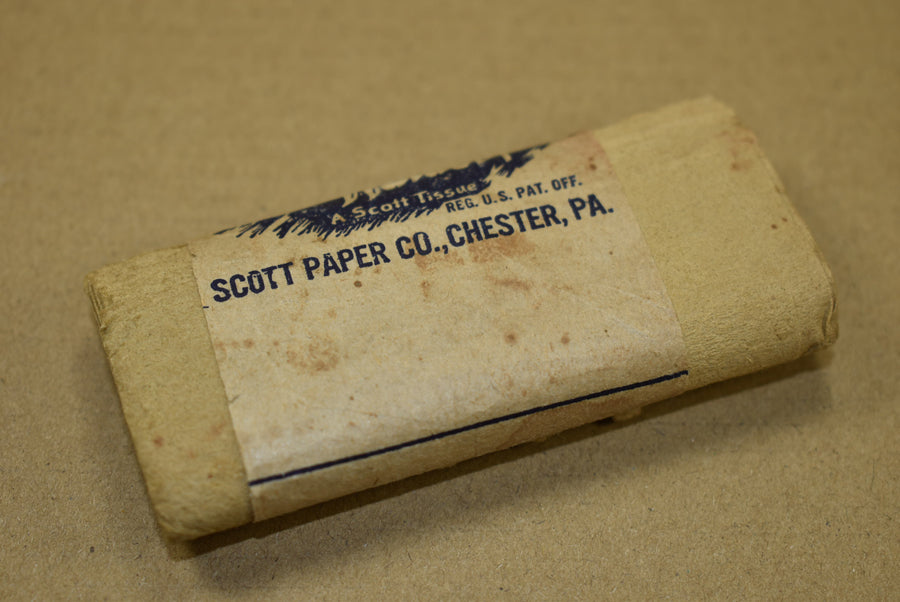 A Scott Tissue
REG. U.S. PAT. OFF.
SCOTT PAPER CO., CHESTER, PA.